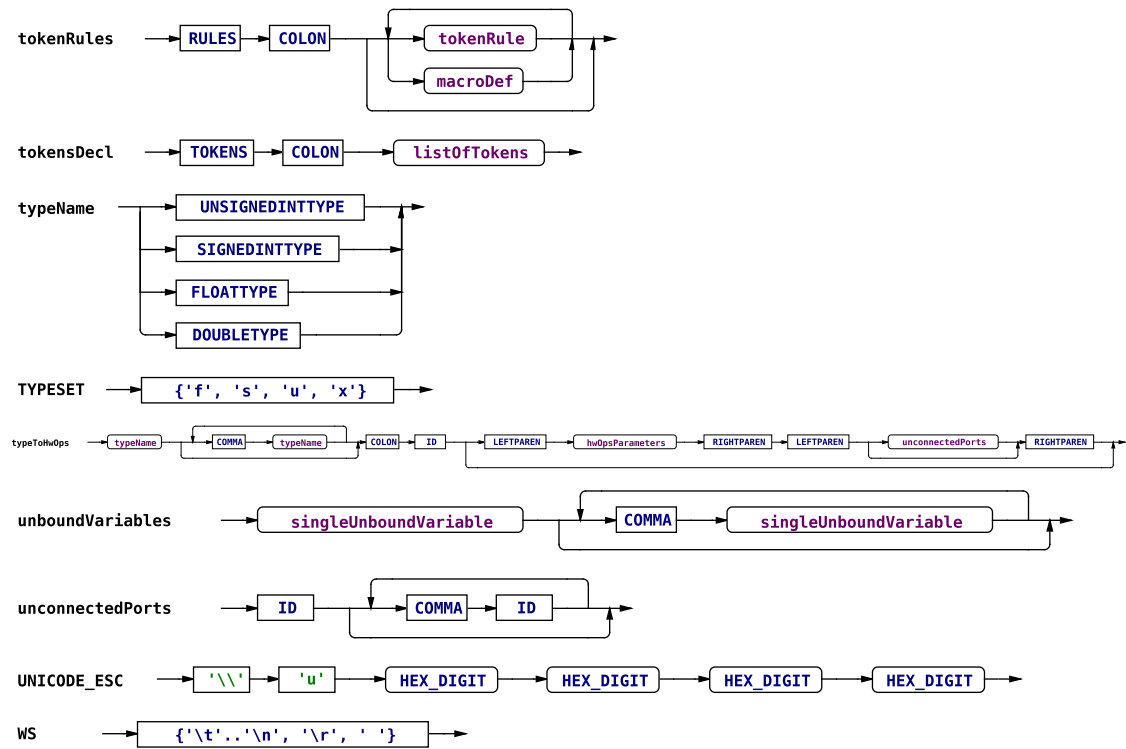 tokenRules RULES COLON tokenRule
macroDef
tokensDecl TOKENS COLON listOfTokens
typeName UNSIGNEDINTTYPE
SIGNEDINTTYPE
FLOATTYPE
DOUBLETYPE
TYPESET {'f', 's', 'u', 'x'}
typeToHwOps typeName COMMA typeName COLON ID LEFTPAREN hwOpsParameters RIGHTPAREN LEFTPAREN unconnectedPorts RIGHTPAREN
unboundVariables singleUnboundVariable COMMA singleUnboundVariable
unconnectedPorts ID COMMA ID
UNICODE_ESC '\\' 'u' HEX_DIGIT HEX_DIGIT HEX_DIGIT HEX_DIGIT
WS {'\t'..'\n', '\r', ' '}